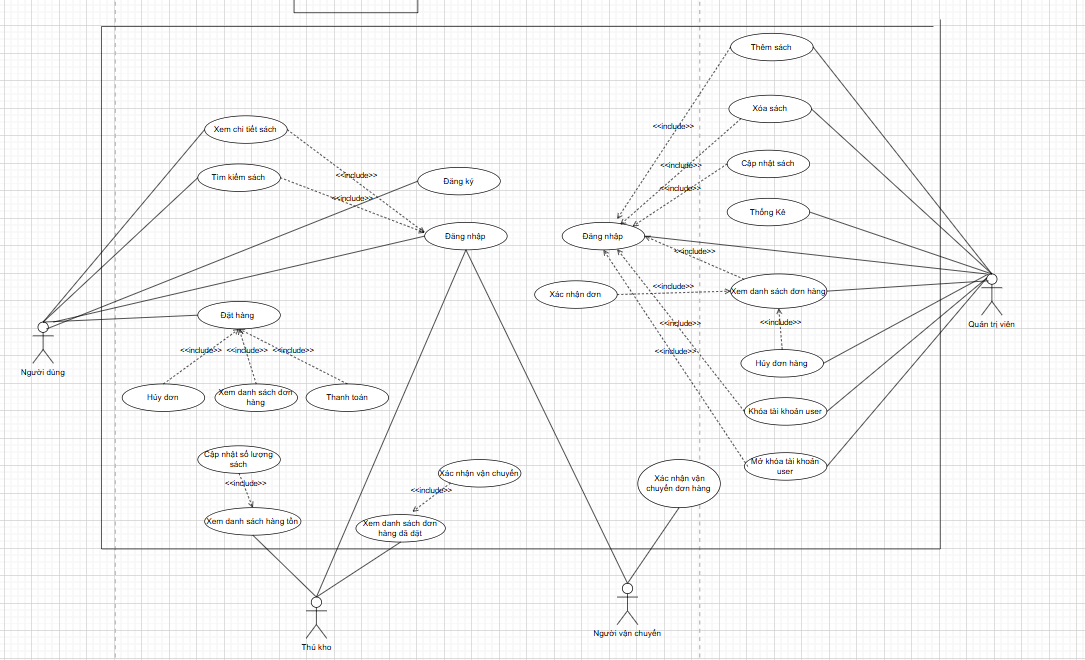 Thêm sách
Xóa sách
<<include>>
Xem chi tiết sách
<<include>>
Cập nhật sách
<<include>>
Tìm kiếm sách
Đăng ký
<<include>>
<<include>>
Thống Kê
Đăng nhập
Đăng nhập
<<include>>
Xác nhận đơn
<<include>>
Xem danh sách đơn hàng
Đặt hàng
<<include>>
<<include>>
Quản trị viên
<<include>>
<<include>>
<<include>>
<<include>>
Người dùng
Hủy đơn hàng
Hủy đơn
Xem danh sách đơn
hàng
Thanh toán
Khóa tài khoản user
Cập nhật số lượng
sách
Mở khóa tài khoản
user
Xác nhận vận chuyển
Xác nhận vận
chuyển đơn hàng
<<include>>
<<include>>
Xem danh sách hàng tồn
Xem danh sách đơn
hàng đã đặt
Người vận chuyển
Thủ kho